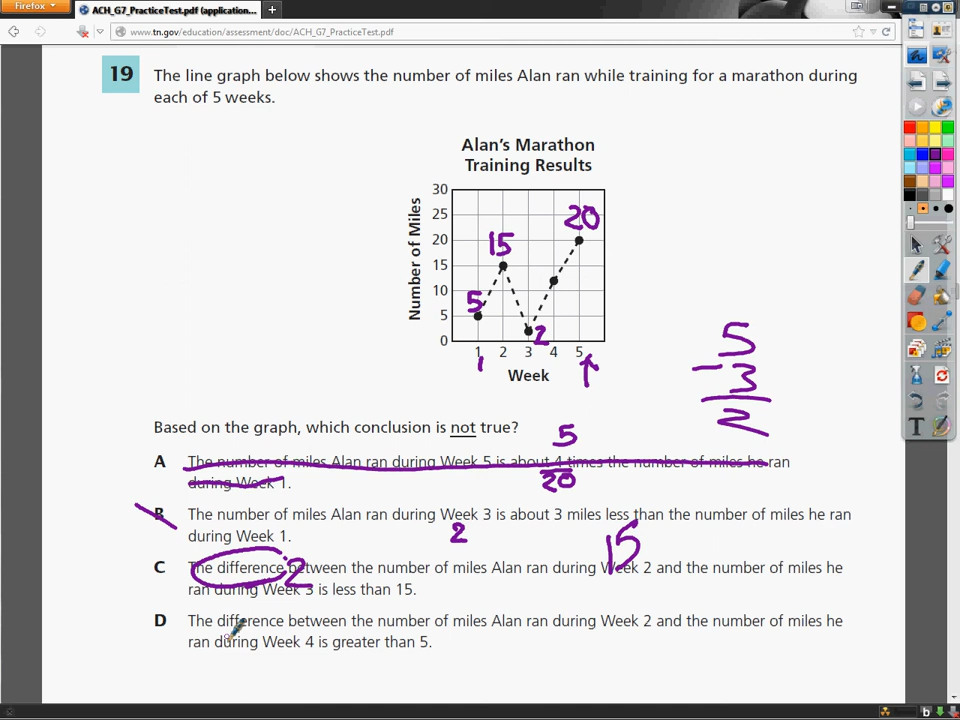 Firefox
ACH_G7_PracticeTest.pdf (application...
www.tn.gov/education/assessment/doc/ACH_G7_PracticeTest.pdf
19
The line graph below shows the number of miles Alan ran while training for a marathon during
each of 5 weeks.
Alan's Marathon
Training Results
Number of Miles
30
25
20
15
10
5
0
20
15
5
2
1 2 3 4 5
1
Week
5
- 3
2
Based on the graph, which conclusion is not true?
5
A The number of miles Alan ran during Week 5 is about 4 times the number of miles he ran
during Week 1.
20
B The number of miles Alan ran during Week 3 is about 3 miles less than the number of miles he ran
during Week 1.
2
15
C The difference between the number of miles Alan ran during Week 2 and the number of miles he
ran during Week 3 is less than 15.
2
D The difference between the number of miles Alan ran during Week 2 and the number of miles he
ran during Week 4 is greater than 5.
T
b